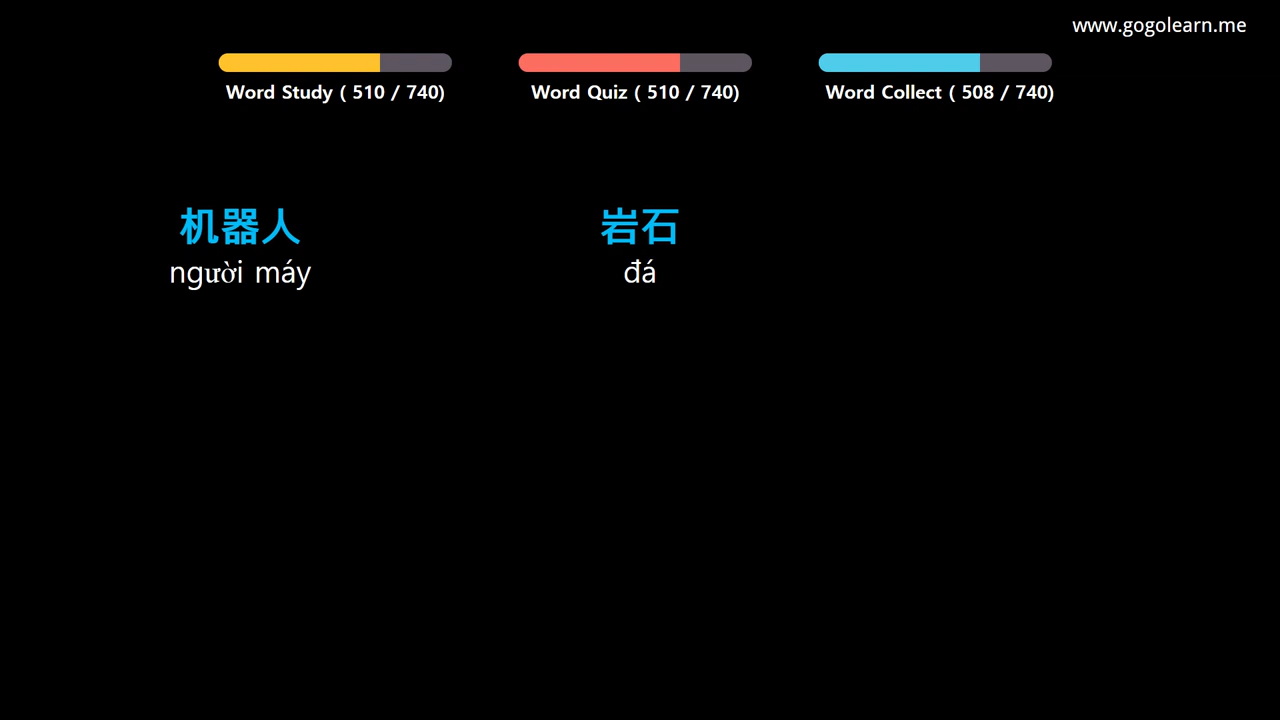 www.gogolearn.me
Word Study ( 510 / 740)
Word Quiz ( 510 / 740)
Word Collect ( 508 / 740)
机器人
người máy
岩石
đá